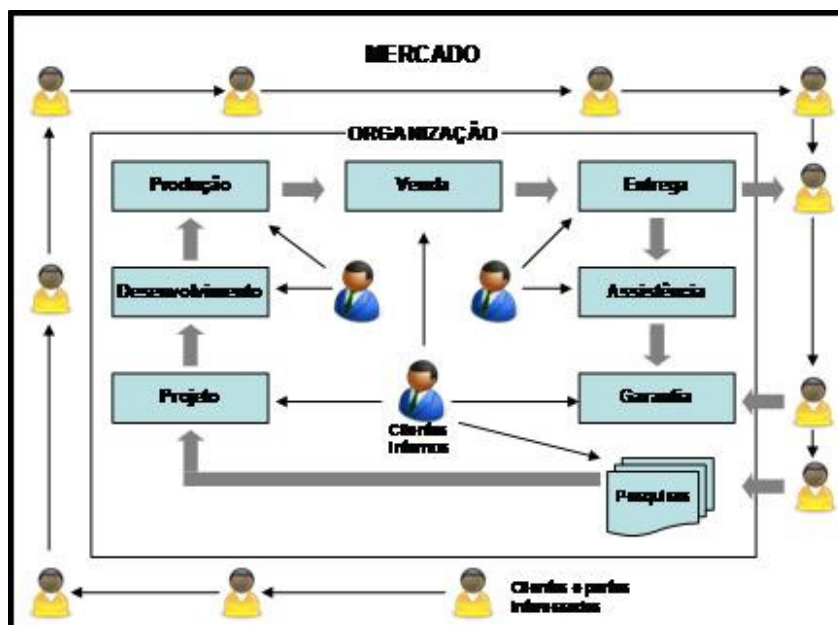 MERCADO
ORGANIZAÇÃO
Produção
Venda
Entrega
Desenvolvimento
Assistência
Projeto
Garantia
Clientes
Internos
Pesquisas
Clientes e partes
Interessadas